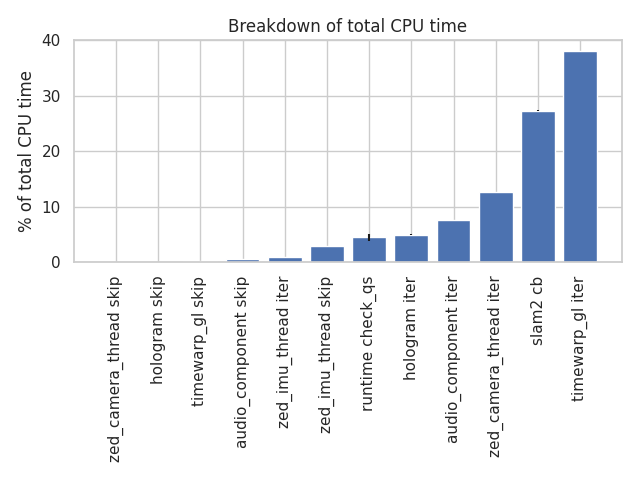 Breakdown of total CPU time
% of total CPU time
40
30
20
10
0
zed_camera_thread skip
hologram skip
timewarp_gl skip
audio_component skip
zed_imu_thread iter
zed_imu_thread skip
runtime check_qs
hologram iter
audio_component iter
zed_camera_thread iter
slam2 cb
timewarp_gl iter